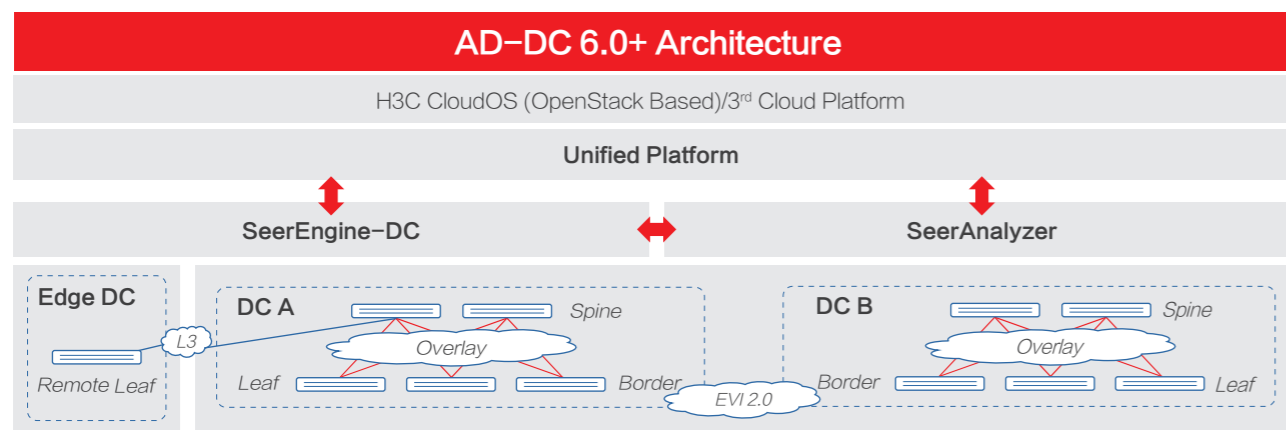 AD-DC 6.0+ Architecture
H3C CloudOS (OpenStack Based)/3rd Cloud Platform
Unified Platform
SeerEngine-DC
SeerAnalyzer
Edge DC
Remote Leaf
L3
DC A
Spine
Overlay
Leaf
Border
EVI 2.0
DC B
Spine
Overlay
Border
Leaf